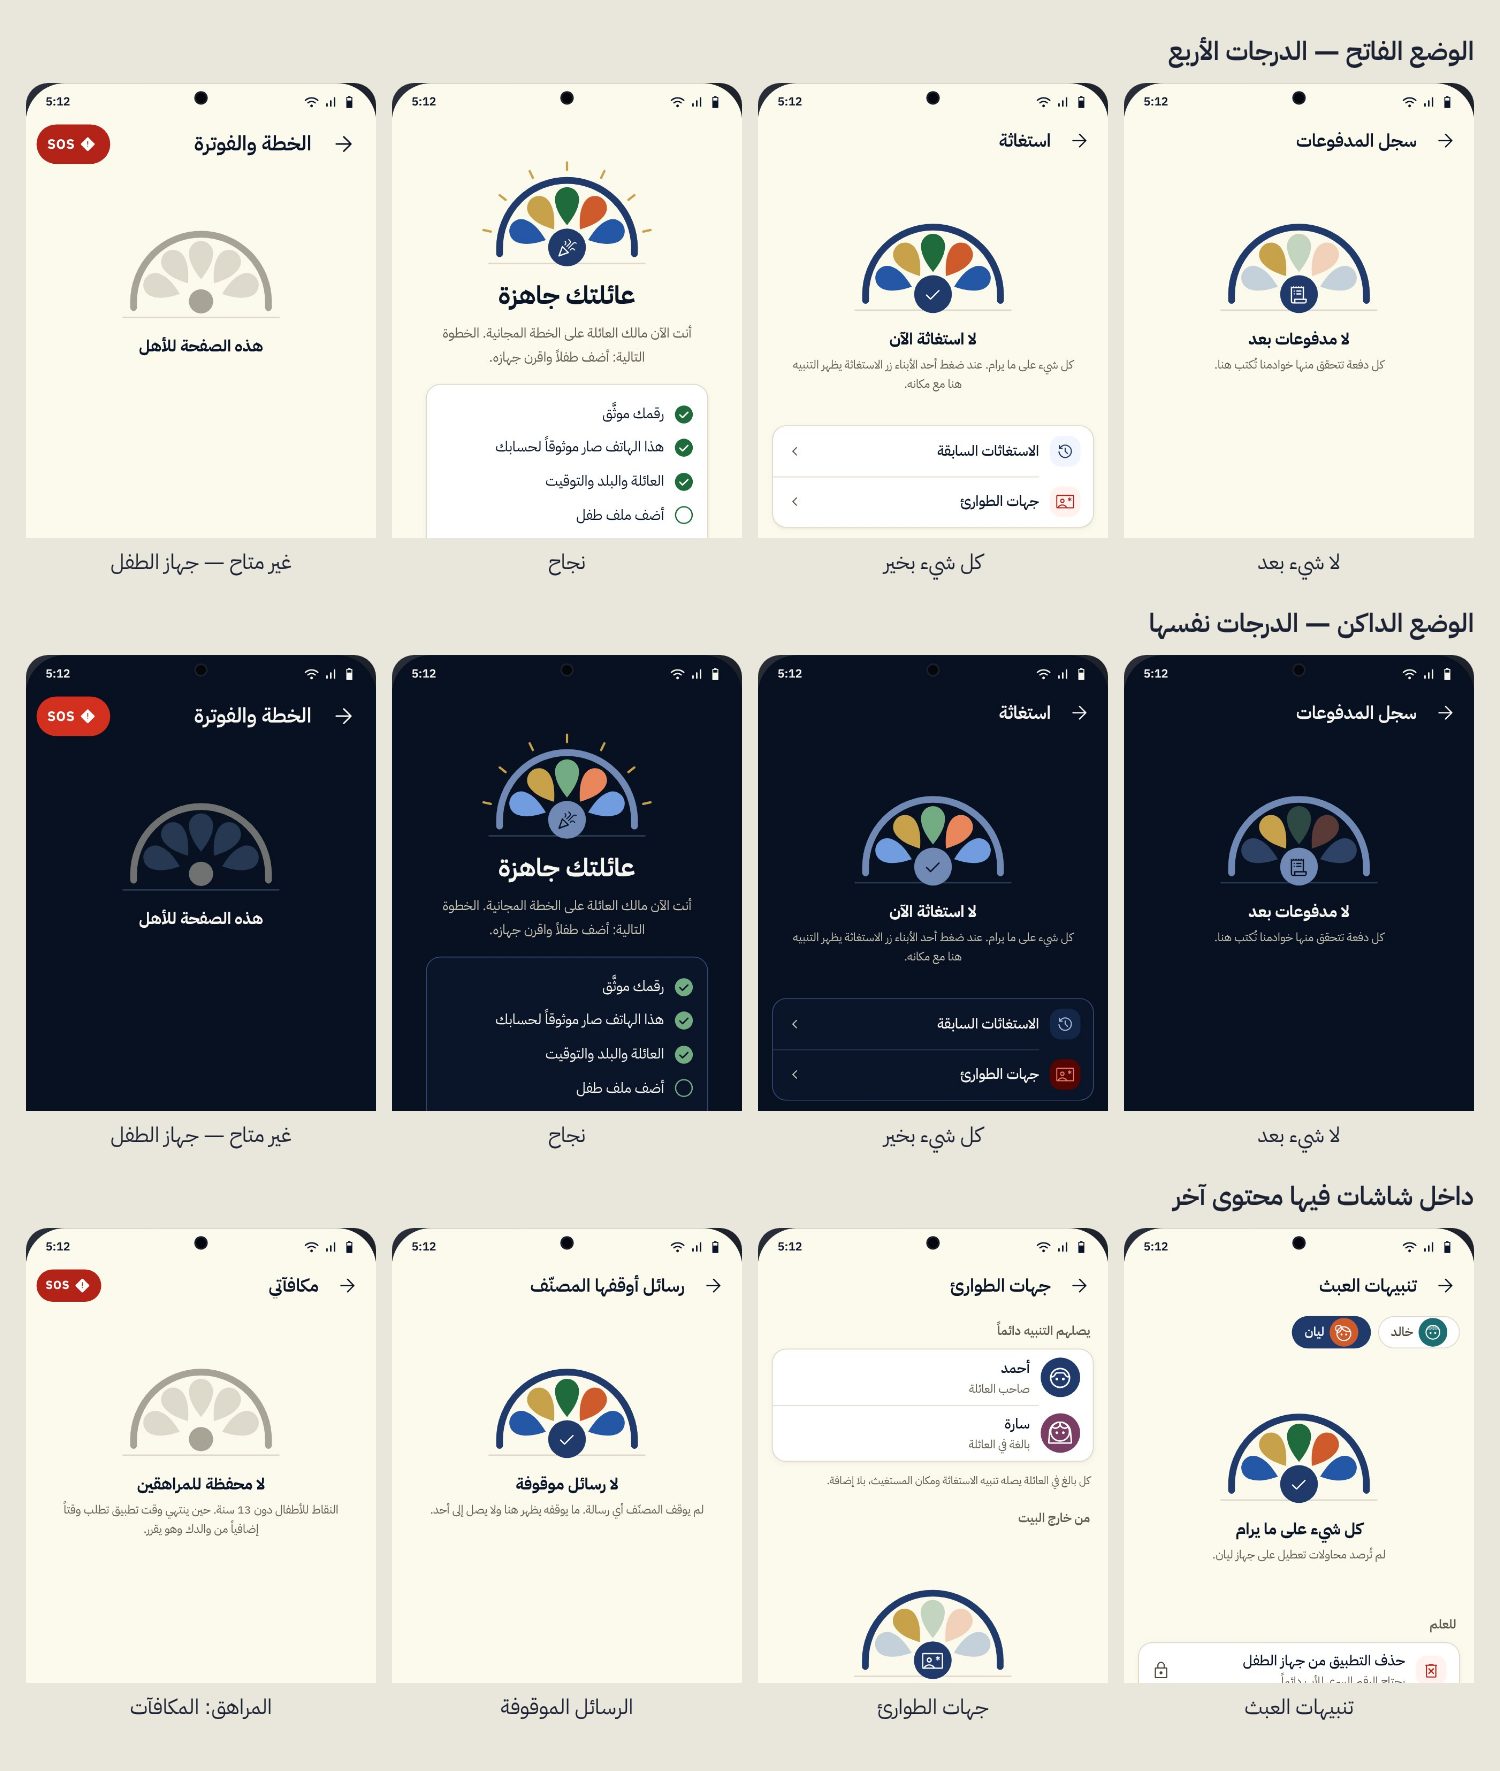 الوضع الفاتح — الدرجات الأربع
5:12
سجل المدفوعات
لا مدفوعات بعد
كل دفعة تتحقق منها خوادمنا تُكتب هنا.
لا شيء بعد
5:12
استغاثة
لا استغاثة الآن
كل شيء على ما يرام. عند ضغط أحد الأبناء زر الاستغاثة يظهر التنبيه
هنا مع مكانه.
الاستغاثات السابقة
جهات الطوارئ
كل شيء بخير
5:12
عائلتك جاهزة
أنت الآن مالك العائلة على الخطة المجانية. الخطوة
التالية: أضف طفلاً واقرن جهازه.
رقمك موثَّق
هذا الهاتف صار موثوقاً لحسابك
العائلة والبلد والتوقيت
أضف ملف طفل
نجاح
5:12
الخطة والفوترة
SOS
هذه الصفحة للأهل
غير متاح — جهاز الطفل
الوضع الداكن — الدرجات نفسها
5:12
سجل المدفوعات
لا مدفوعات بعد
كل دفعة تتحقق منها خوادمنا تُكتب هنا.
لا شيء بعد
5:12
استغاثة
لا استغاثة الآن
كل شيء على ما يرام. عند ضغط أحد الأبناء زر الاستغاثة يظهر التنبيه
هنا مع مكانه.
الاستغاثات السابقة
جهات الطوارئ
كل شيء بخير
5:12
عائلتك جاهزة
أنت الآن مالك العائلة على الخطة المجانية. الخطوة
التالية: أضف طفلاً واقرن جهازه.
رقمك موثَّق
هذا الهاتف صار موثوقاً لحسابك
العائلة والبلد والتوقيت
أضف ملف طفل
نجاح
5:12
الخطة والفوترة
SOS
هذه الصفحة للأهل
غير متاح — جهاز الطفل
داخل شاشات فيها محتوى آخر
5:12
تنبيهات العبث
خالد
ليان
كل شيء على ما يرام
لم تُرصد محاولات تعطيل على جهاز ليان.
للعلم
حذف التطبيق من جهاز الطفل
تنبيهات العبث
5:12
جهات الطوارئ
يصلهم التنبيه دائماً
أحمد
صاحب العائلة
سارة
بالغة في العائلة
كل بالغ في العائلة يصله تنبيه الاستغاثة ومكان المستغيث، بلا إضافة.
من خارج البيت
جهات الطوارئ
5:12
رسائل أوقفها المصنّف
لا رسائل موقوفة
لم يوقف المصنّف أي رسالة. ما يوقفه يظهر هنا ولا يصل إلى أحد.
الرسائل الموقوفة
5:12
مكافآتي
SOS
لا محفظة للمراهقين
النقاط للأطفال دون 13 سنة. حين ينتهي وقت تطبيق تطلب وقتاً
إضافياً من والدك وهو يقرر.
المراهق: المكافآت